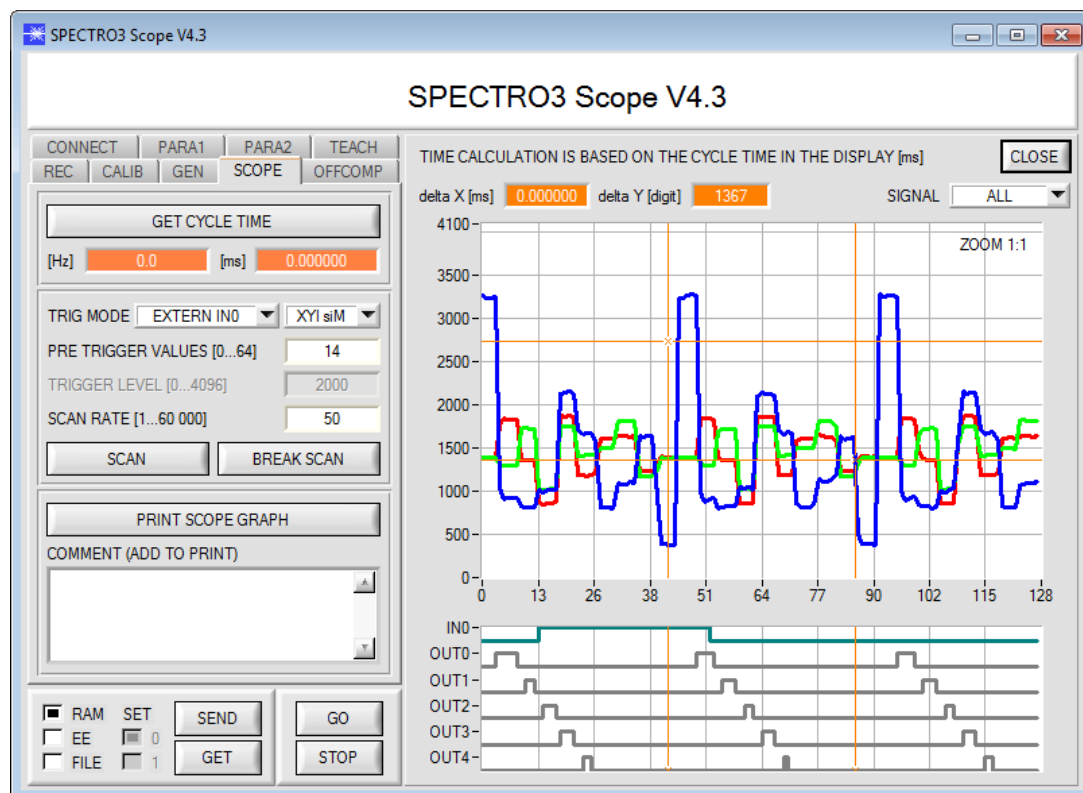 SPECTRO3 Scope V4.3
SPECTRO3 Scope V4.3
CONNECT PARA1 PARA2 TEACH
REC CALIB GEN SCOPE OFFCOMP
GET CYCLE TIME
[Hz] 0.0 [ms] 0.000000
TRIG MODE EXTERN IN0 XYI siM
PRE TRIGGER VALUES [0...64] 14
TRIGGER LEVEL [0...4096] 2000
SCAN RATE [1...60 000] 50
SCAN BREAK SCAN
PRINT SCOPE GRAPH
COMMENT (ADD TO PRINT)
RAM SET SEND GO
EE 0
FILE 1 GET STOP
TIME CALCULATION IS BASED ON THE CYCLE TIME IN THE DISPLAY [ms] CLOSE
delta X [ms] 0.000000 delta Y [digit] 1367 SIGNAL ALL
ZOOM 1:1
4100
3500
3000
2500
2000
1500
1000
500
0
0 13 26 38 51 64 77 90 102 115 128
IN0
OUT0
OUT1
OUT2
OUT3
OUT4